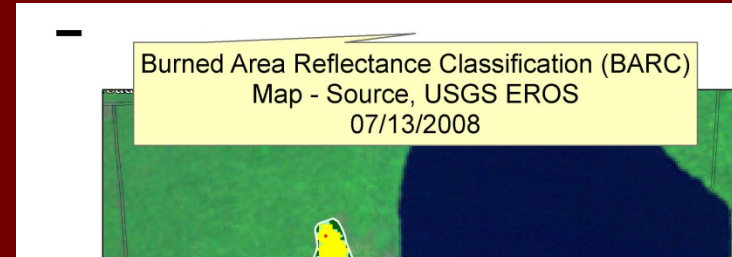 Burned Area Reflectance Classification (BARC)
Map - Source, USGS EROS
07/13/2008